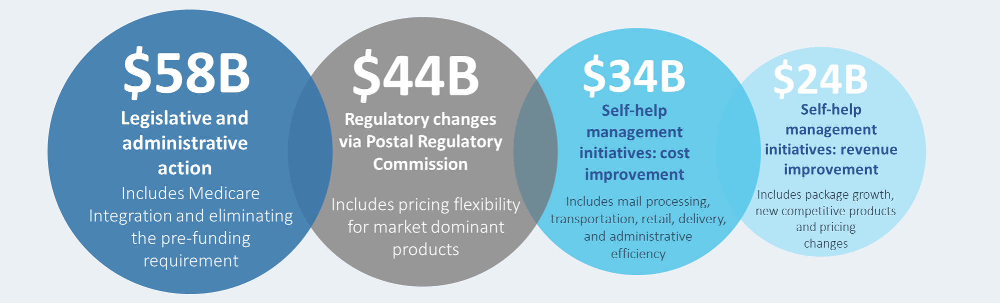 $58B
Legislative and
administrative
action
Includes Medicare
Integration and eliminating
the pre-funding
requirement
$44B
Regulatory changes
via Postal Regulatory
Commission
Includes pricing flexibility
for market dominant
products
$34B
Self-help
management
initiatives: cost
improvement
Includes mail processing,
transportation, retail, delivery,
and administrative
efficiency
$24B
Self-help
management
initiatives: revenue
improvement
Includes package growth,
new competitive products
and pricing
changes